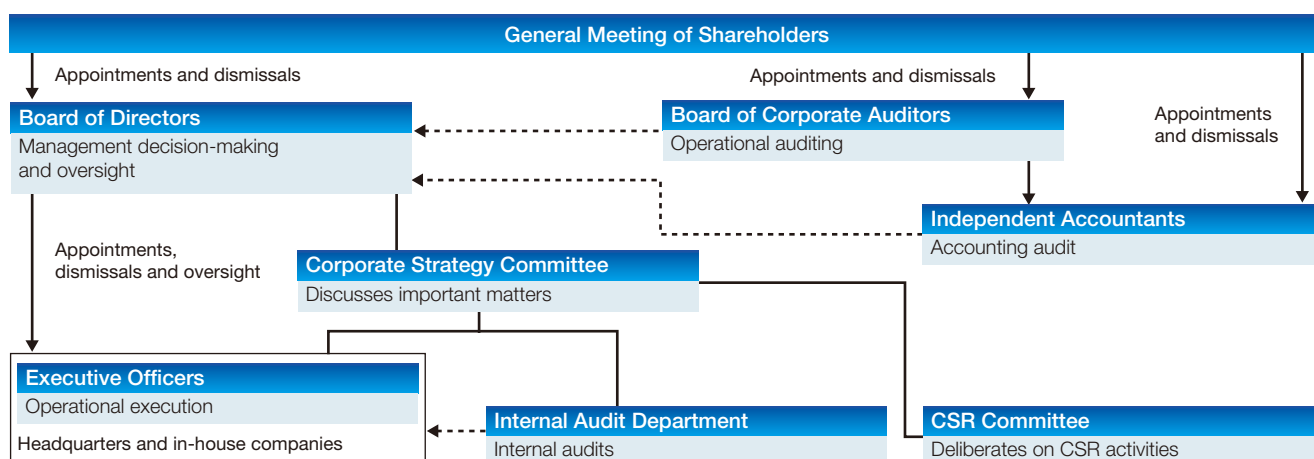 General Meeting of Shareholders
Appointments and dismissals
Appointments and dismissals
Appointments
and dismissals
Board of Directors
Management decision-making
and oversight
Board of Corporate Auditors
Operational auditing
Independent Accountants
Accounting audit
Appointments,
dismissals and oversight
Corporate Strategy Committee
Discusses important matters
Executive Officers
Operational execution
Headquarters and in-house companies
Internal Audit Department
Internal audits
CSR Committee
Deliberates on CSR activities